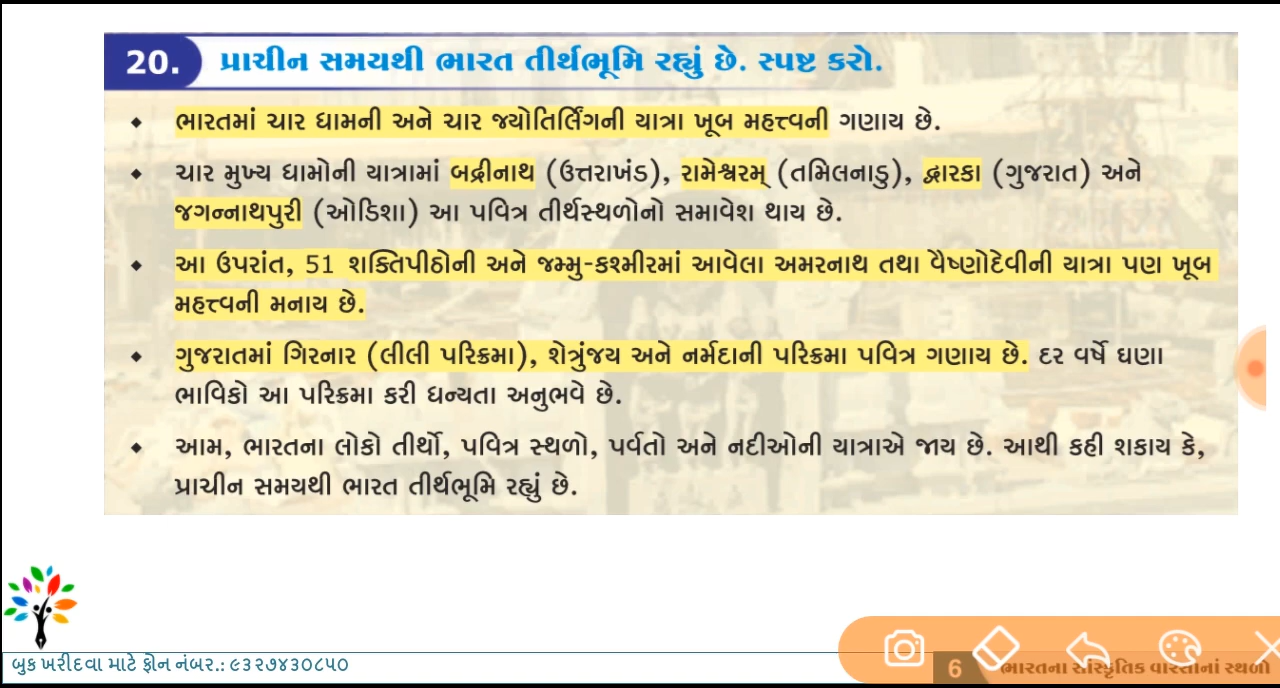 20. પ્રાચીન સમયથી ભારત તીર્થભૂમિ રહ્યું છે. સ્પષ્ટ કરો.
◆ ભારતમાં ચાર ધામની અને ચાર જ્યોતિર્લિંગની યાત્રા ખૂબ મહત્ત્વની ગણાય છે.
◆ ચાર મુખ્ય ધામોની યાત્રામાં બદ્રીનાથ (ઉત્તરાખંડ), રામેશ્વરમ્ (તમિલનાડુ), દ્વારકા (ગુજરાત) અને
જગન્નાથપુરી (ઓડિશા) આ પવિત્ર તીર્થસ્થળોનો સમાવેશ થાય છે.
◆ આ ઉપરાંત, 51 શક્તિપીઠોની અને જમ્મુ-કશ્મીરમાં આવેલા અમરનાથ તથા વૈષ્ણોદેવીની યાત્રા પણ ખૂબ
મહત્ત્વની મનાય છે.
◆ ગુજરાતમાં ગિરનાર (લીલી પરિક્રમા), શેત્રુંજય અને નર્મદાની પરિક્રમા પવિત્ર ગણાય છે. દર વર્ષે ઘણા
ભાવિકો આ પરિક્રમા કરી ધન્યતા અનુભવે છે.
◆ આમ, ભારતના લોકો તીર્થો, પવિત્ર સ્થળો, પર્વતો અને નદીઓની યાત્રાએ જાય છે. આથી કહી શકાય કે,
પ્રાચીન સમયથી ભારત તીર્થભૂમિ રહ્યું છે.
બુક ખરીદવા માટે ફોન નંબર.: ૯૩૨૭૪૩૦૮૫૦
6 ભારતના સાંસ્કૃતિક વારસાનાં સ્થળો